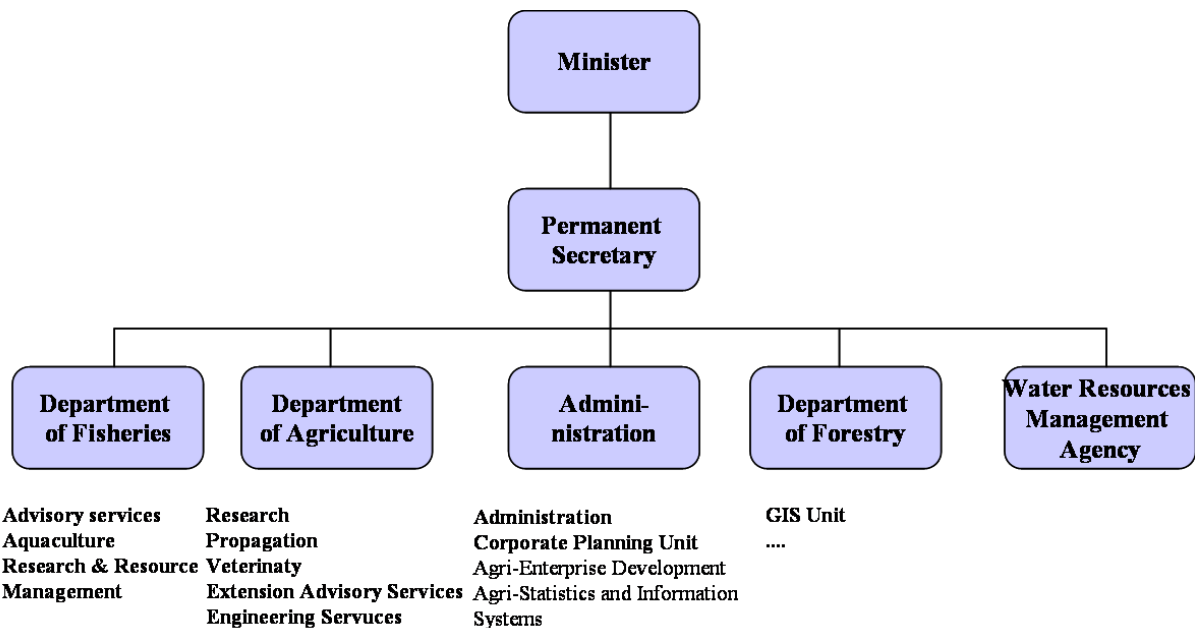 Minister
Permanent
Secretary
Department
of Fisheries
Department
of Agriculture
Admini-
nistration
Department
of Forestry
Water Resources
Management
Agency
Advisory services
Aquaculture
Research & Resource
Management
Research
Propagation
Veterinaty
Extension Advisory Services
Engineering Servuces
Administration
Corporate Planning Unit
Agri-Enterprise Development
Agri-Statistics and Information
Systems
GIS Unit
....